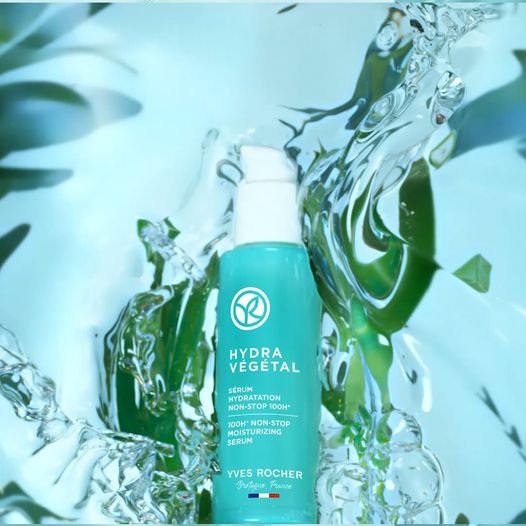 HYDRA
VÉGÉTAL
SÉRUM
HYDRATATION
NON-STOP 100H*
100H* NON-STOP
MOISTURIZING
SERUM
YVES ROCHER
Bretagne, France